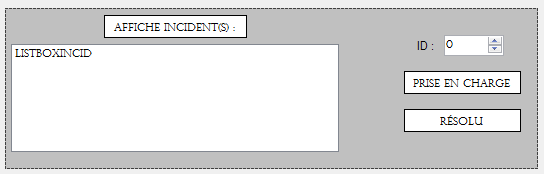 AFFICHE INCIDENT(S) :
LISTBOXINCID
ID :
0
PRISE EN CHARGE
RÉSOLU